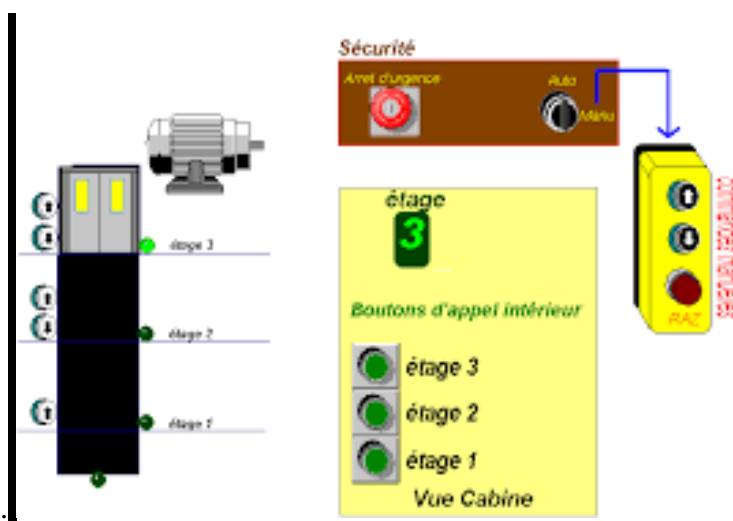 Sécurité
Arret d'urgence
Auto
Manu
étage
3
étage 3
étage 2
étage 1
Boutons d'appel intérieur
étage 3
étage 2
étage 1
Vue Cabine
RAZ